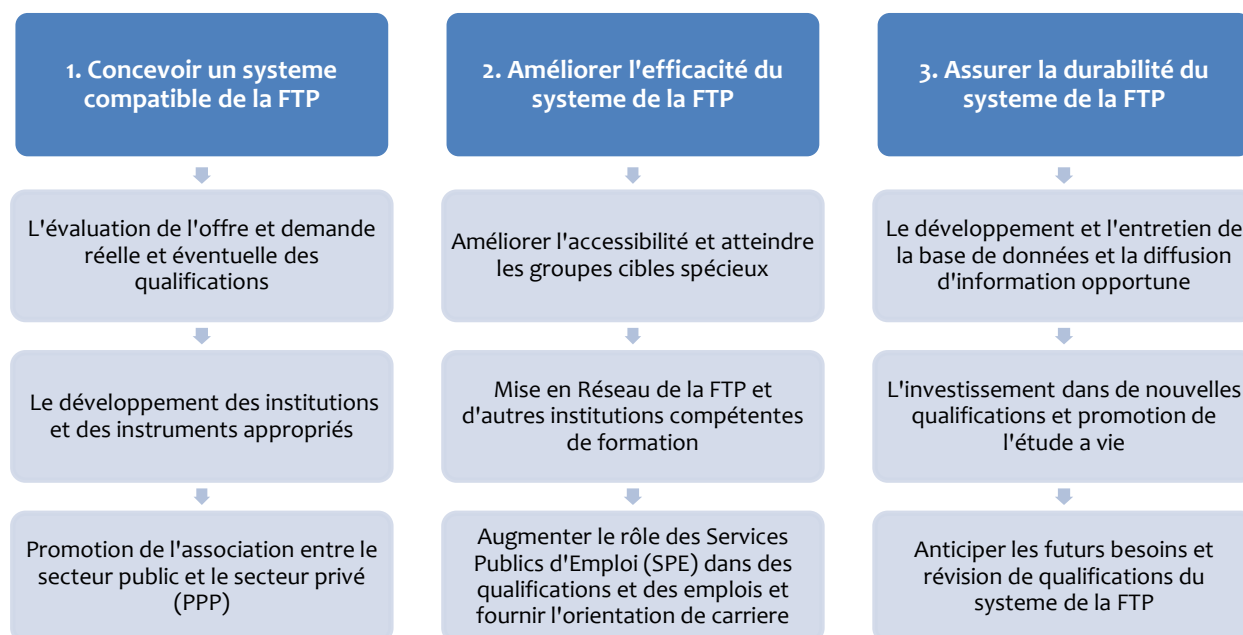 1. Concevoir un systeme
compatible de la FTP
L'évaluation de l'offre et demande
réelle et éventuelle des
qualifications
Le développement des institutions
et des instruments appropriés
Promotion de l'association entre le
secteur public et le secteur privé
(PPP)
2. Améliorer l'efficacité du
systeme de la FTP
Améliorer l'accessibilité et atteindre
les groupes cibles spécieux
Mise en Réseau de la FTP et
d'autres institutions compétentes
de formation
Augmenter le rôle des Services
Publics d'Emploi (SPE) dans des
qualifications et des emplois et
fournir l'orientation de carriere
3. Assurer la durabilité du
systeme de la FTP
Le développement et l'entretien de
la base de données et la diffusion
d'information opportune
L'investissement dans de nouvelles
qualifications et promotion de
l'étude a vie
Anticiper les futurs besoins et
révision de qualifications du
systeme de la FTP